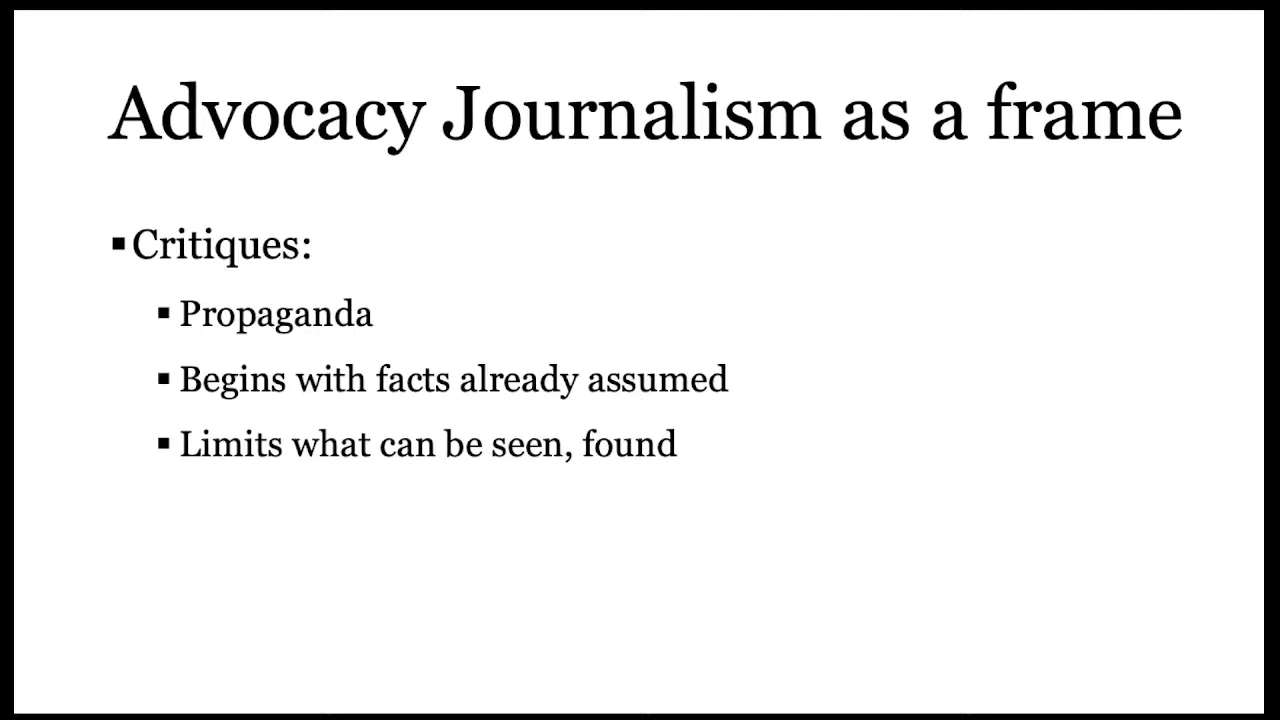 Advocacy Journalism as a frame
▪Critiques:
▪ Propaganda
▪ Begins with facts already assumed
▪ Limits what can be seen, found